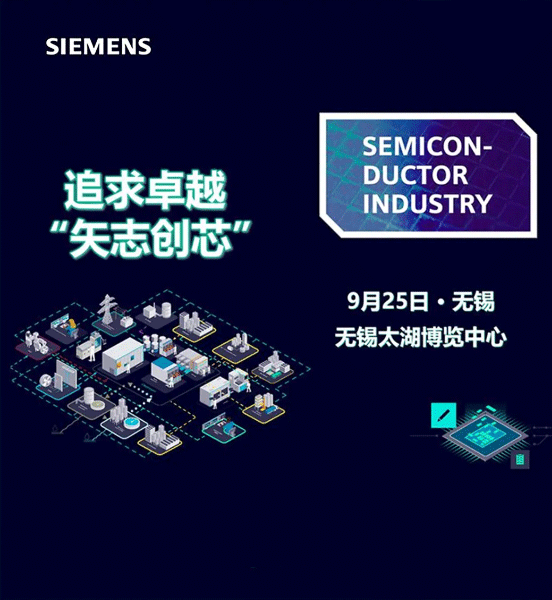 SIEMENS
追求卓越
“矢志创芯”
SEMICON-
DUCTOR
INDUSTRY
9月25日·无锡
无锡太湖博览中心